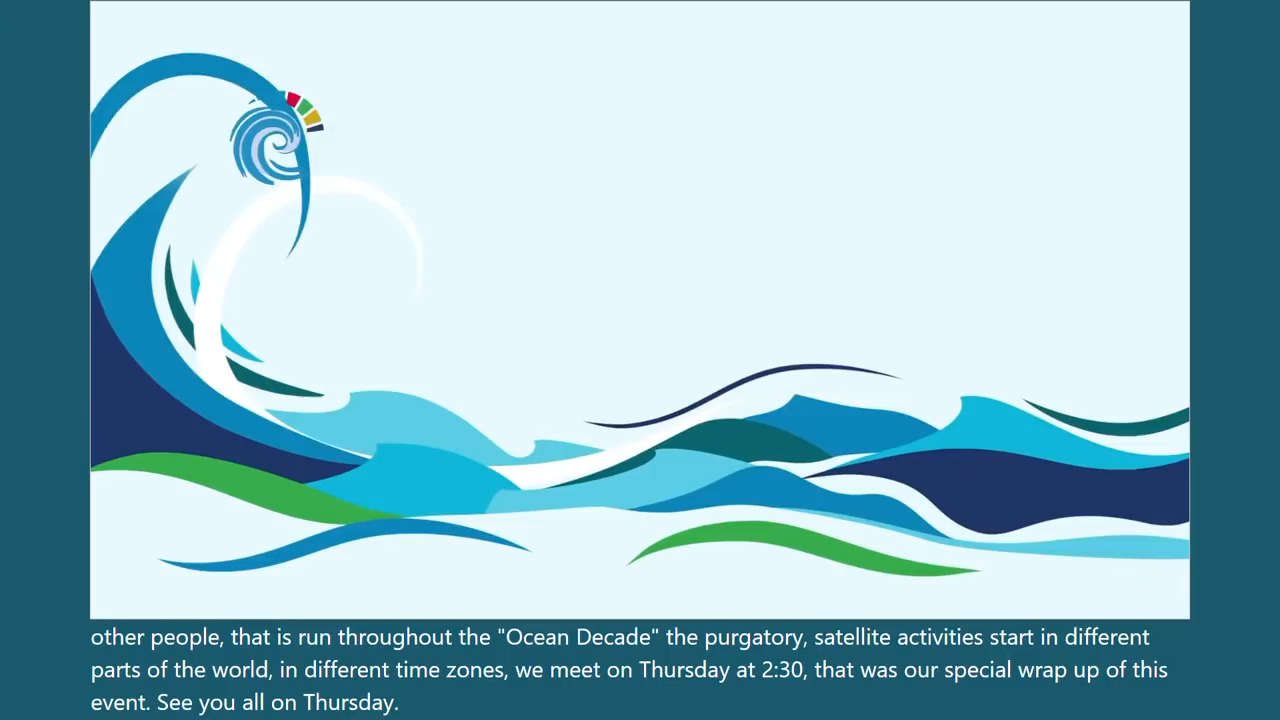 other people, that is run throughout the "Ocean Decade" the purgatory, satellite activities start in different
parts of the world, in different time zones, we meet on Thursday at 2:30, that was our special wrap up of this
event. See you all on Thursday.